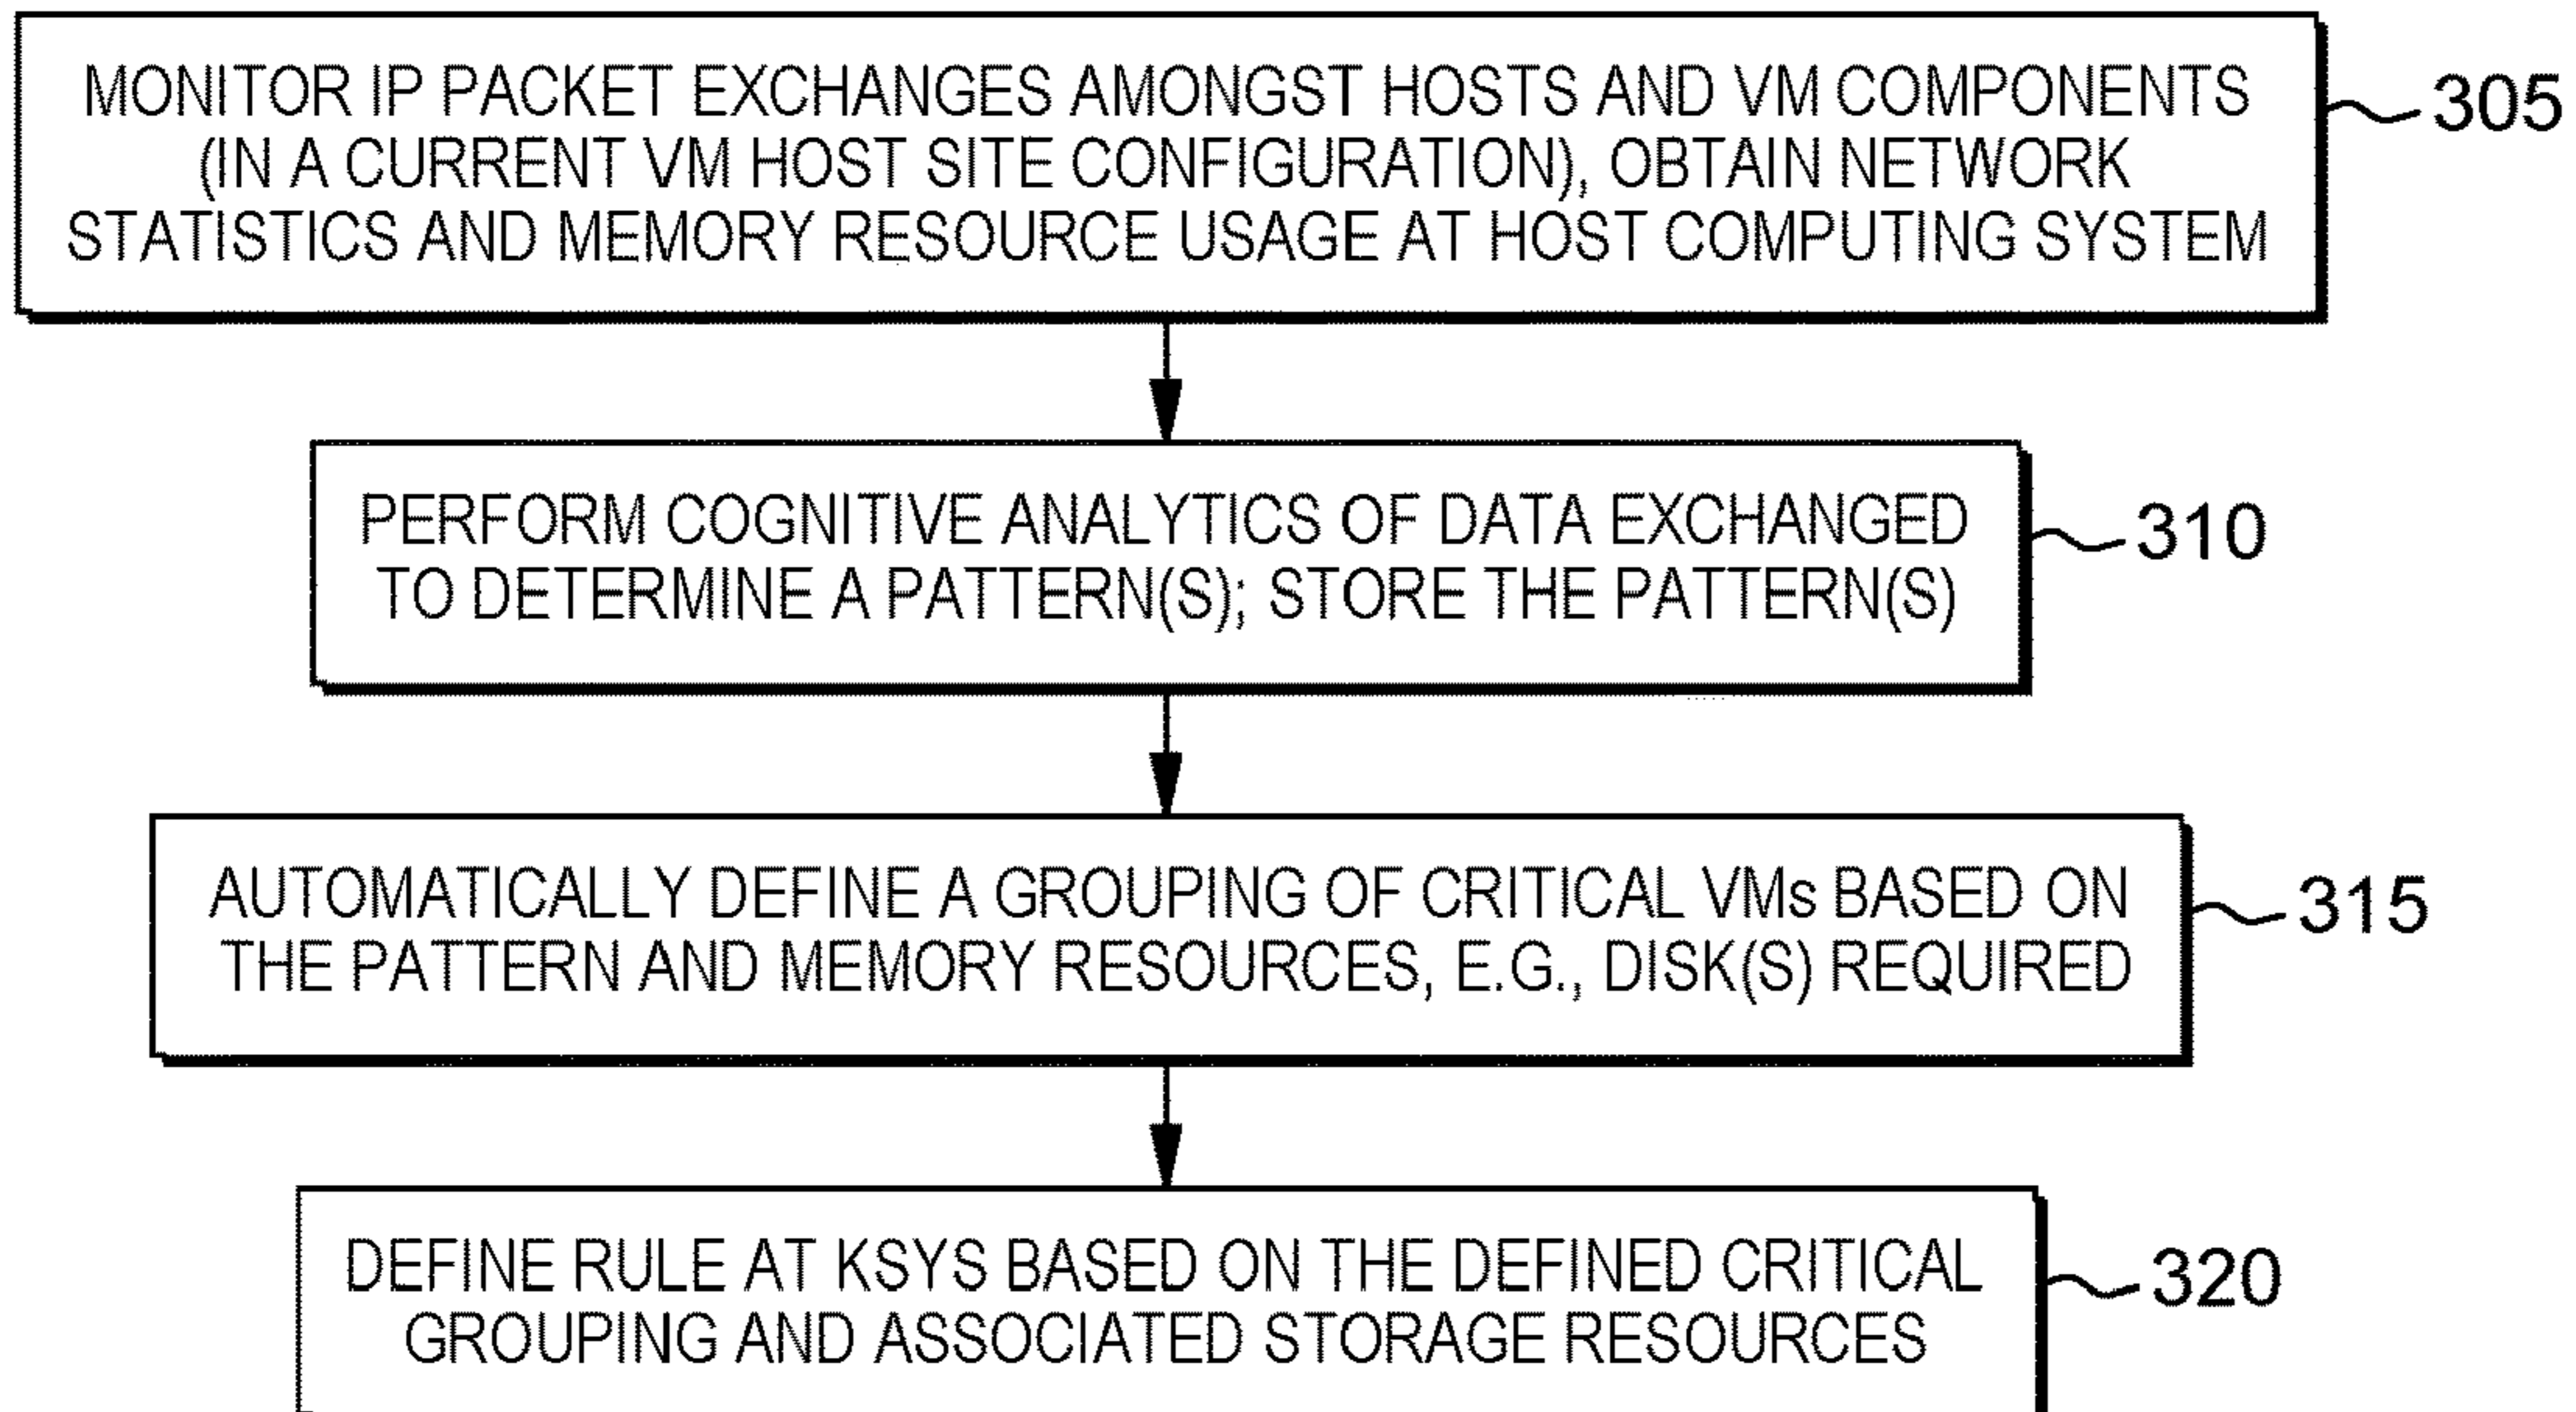 MONITOR IP PACKET EXCHANGES AMONGST HOSTS AND VM COMPONENTS
(IN A CURRENT VM HOST SITE CONFIGURATION), OBTAIN NETWORK
STATISTICS AND MEMORY RESOURCE USAGE AT HOST COMPUTING SYSTEM
305
PERFORM COGNITIVE ANALYTICS OF DATA EXCHANGED
TO DETERMINE A PATTERN(S); STORE THE PATTERN(S)
310
AUTOMATICALLY DEFINE A GROUPING OF CRITICAL VMs BASED ON
THE PATTERN AND MEMORY RESOURCES, E.G., DISK(S) REQUIRED
315
DEFINE RULE AT KSYS BASED ON THE DEFINED CRITICAL
GROUPING AND ASSOCIATED STORAGE RESOURCES
320